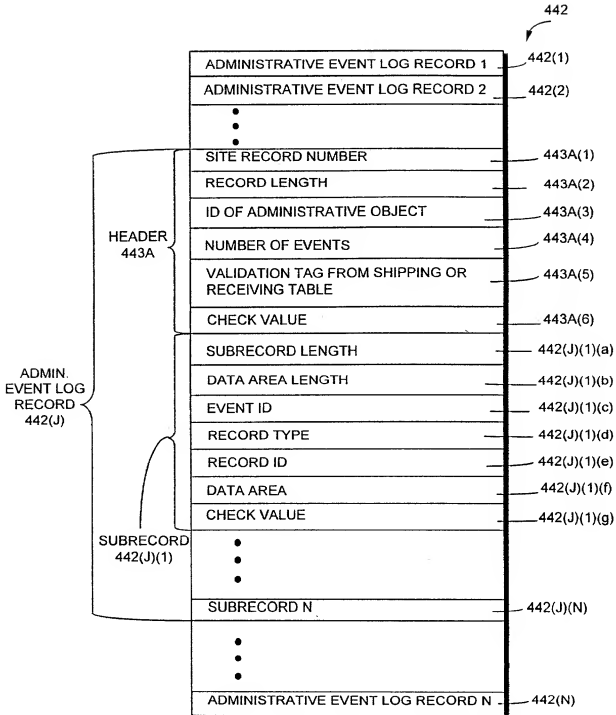 442
ADMINISTRATIVE EVENT LOG RECORD 1 442(1)
ADMINISTRATIVE EVENT LOG RECORD 2 442(2)
SITE RECORD NUMBER 443A(1)
RECORD LENGTH 443A(2)
ID OF ADMINISTRATIVE OBJECT 443A(3)
HEADER
443A
NUMBER OF EVENTS 443A(4)
VALIDATION TAG FROM SHIPPING OR
RECEIVING TABLE
443A(5)
CHECK VALUE 443A(6)
SUBRECORD LENGTH 442(J)(1)(a)
ADMIN.
EVENT LOG
RECORD
442(J)
DATA AREA LENGTH 442(J)(1)(b)
EVENT ID 442(J)(1)(c)
RECORD TYPE 442(J)(1)(d)
RECORD ID 442(J)(1)(e)
DATA AREA 442(J)(1)(f)
CHECK VALUE 442(J)(1)(g)
SUBRECORD
442(J)(1)
SUBRECORD N 442(J)(N)
ADMINISTRATIVE EVENT LOG RECORD N 442(N)